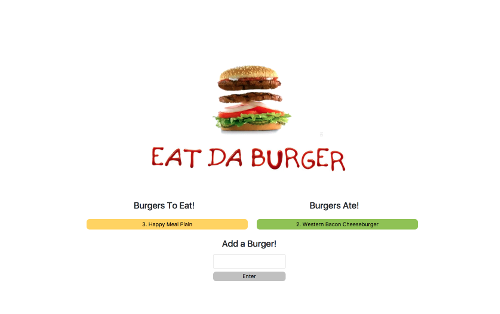 EAT DA BURGER
Burgers To Eat!
Burgers Ate!
3. Happy Meal Plain
2. Western Bacon Cheeseburger
Add a Burger!
Enter